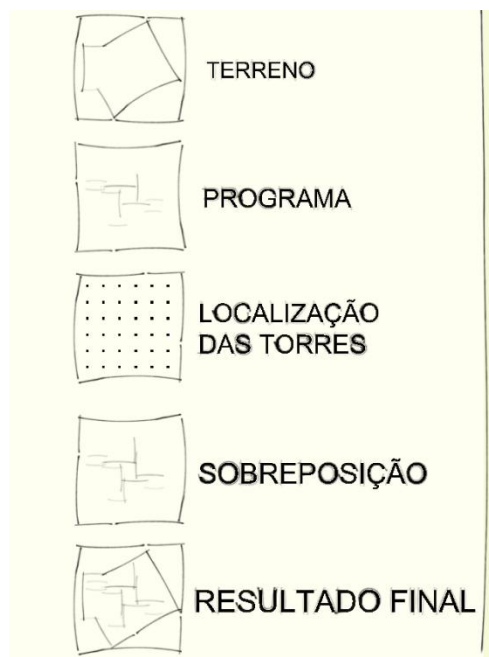 TERRENO
PROGRAMA
LOCALIZAÇÃO
DAS TORRES
SOBREPOSIÇÃO
RESULTADO FINAL